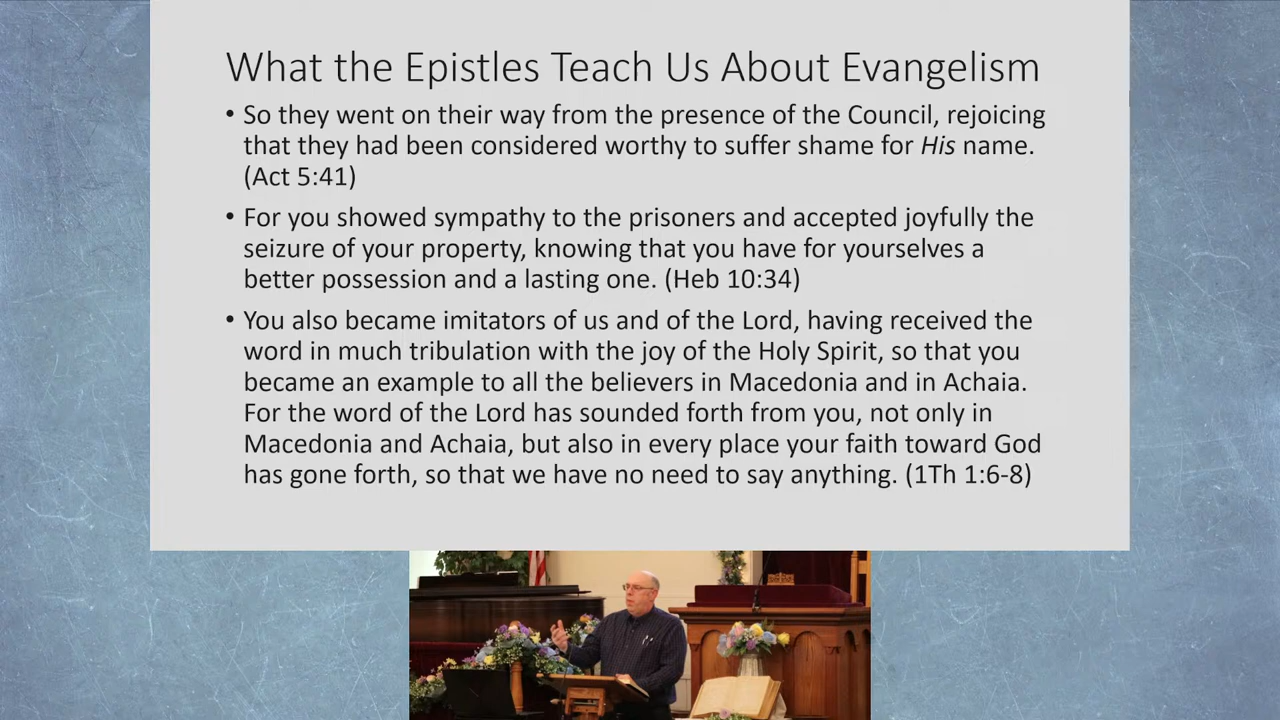 What the Epistles Teach Us About Evangelism
• So they went on their way from the presence of the Council, rejoicing
that they had been considered worthy to suffer shame for His name.
(Act 5:41)
• For you showed sympathy to the prisoners and accepted joyfully the
seizure of your property, knowing that you have for yourselves a
better possession and a lasting one. (Heb 10:34)
• You also became imitators of us and of the Lord, having received the
word in much tribulation with the joy of the Holy Spirit, so that you
became an example to all the believers in Macedonia and in Achaia.
For the word of the Lord has sounded forth from you, not only in
Macedonia and Achaia, but also in every place your faith toward God
has gone forth, so that we have no need to say anything. (1Th 1:6-8)